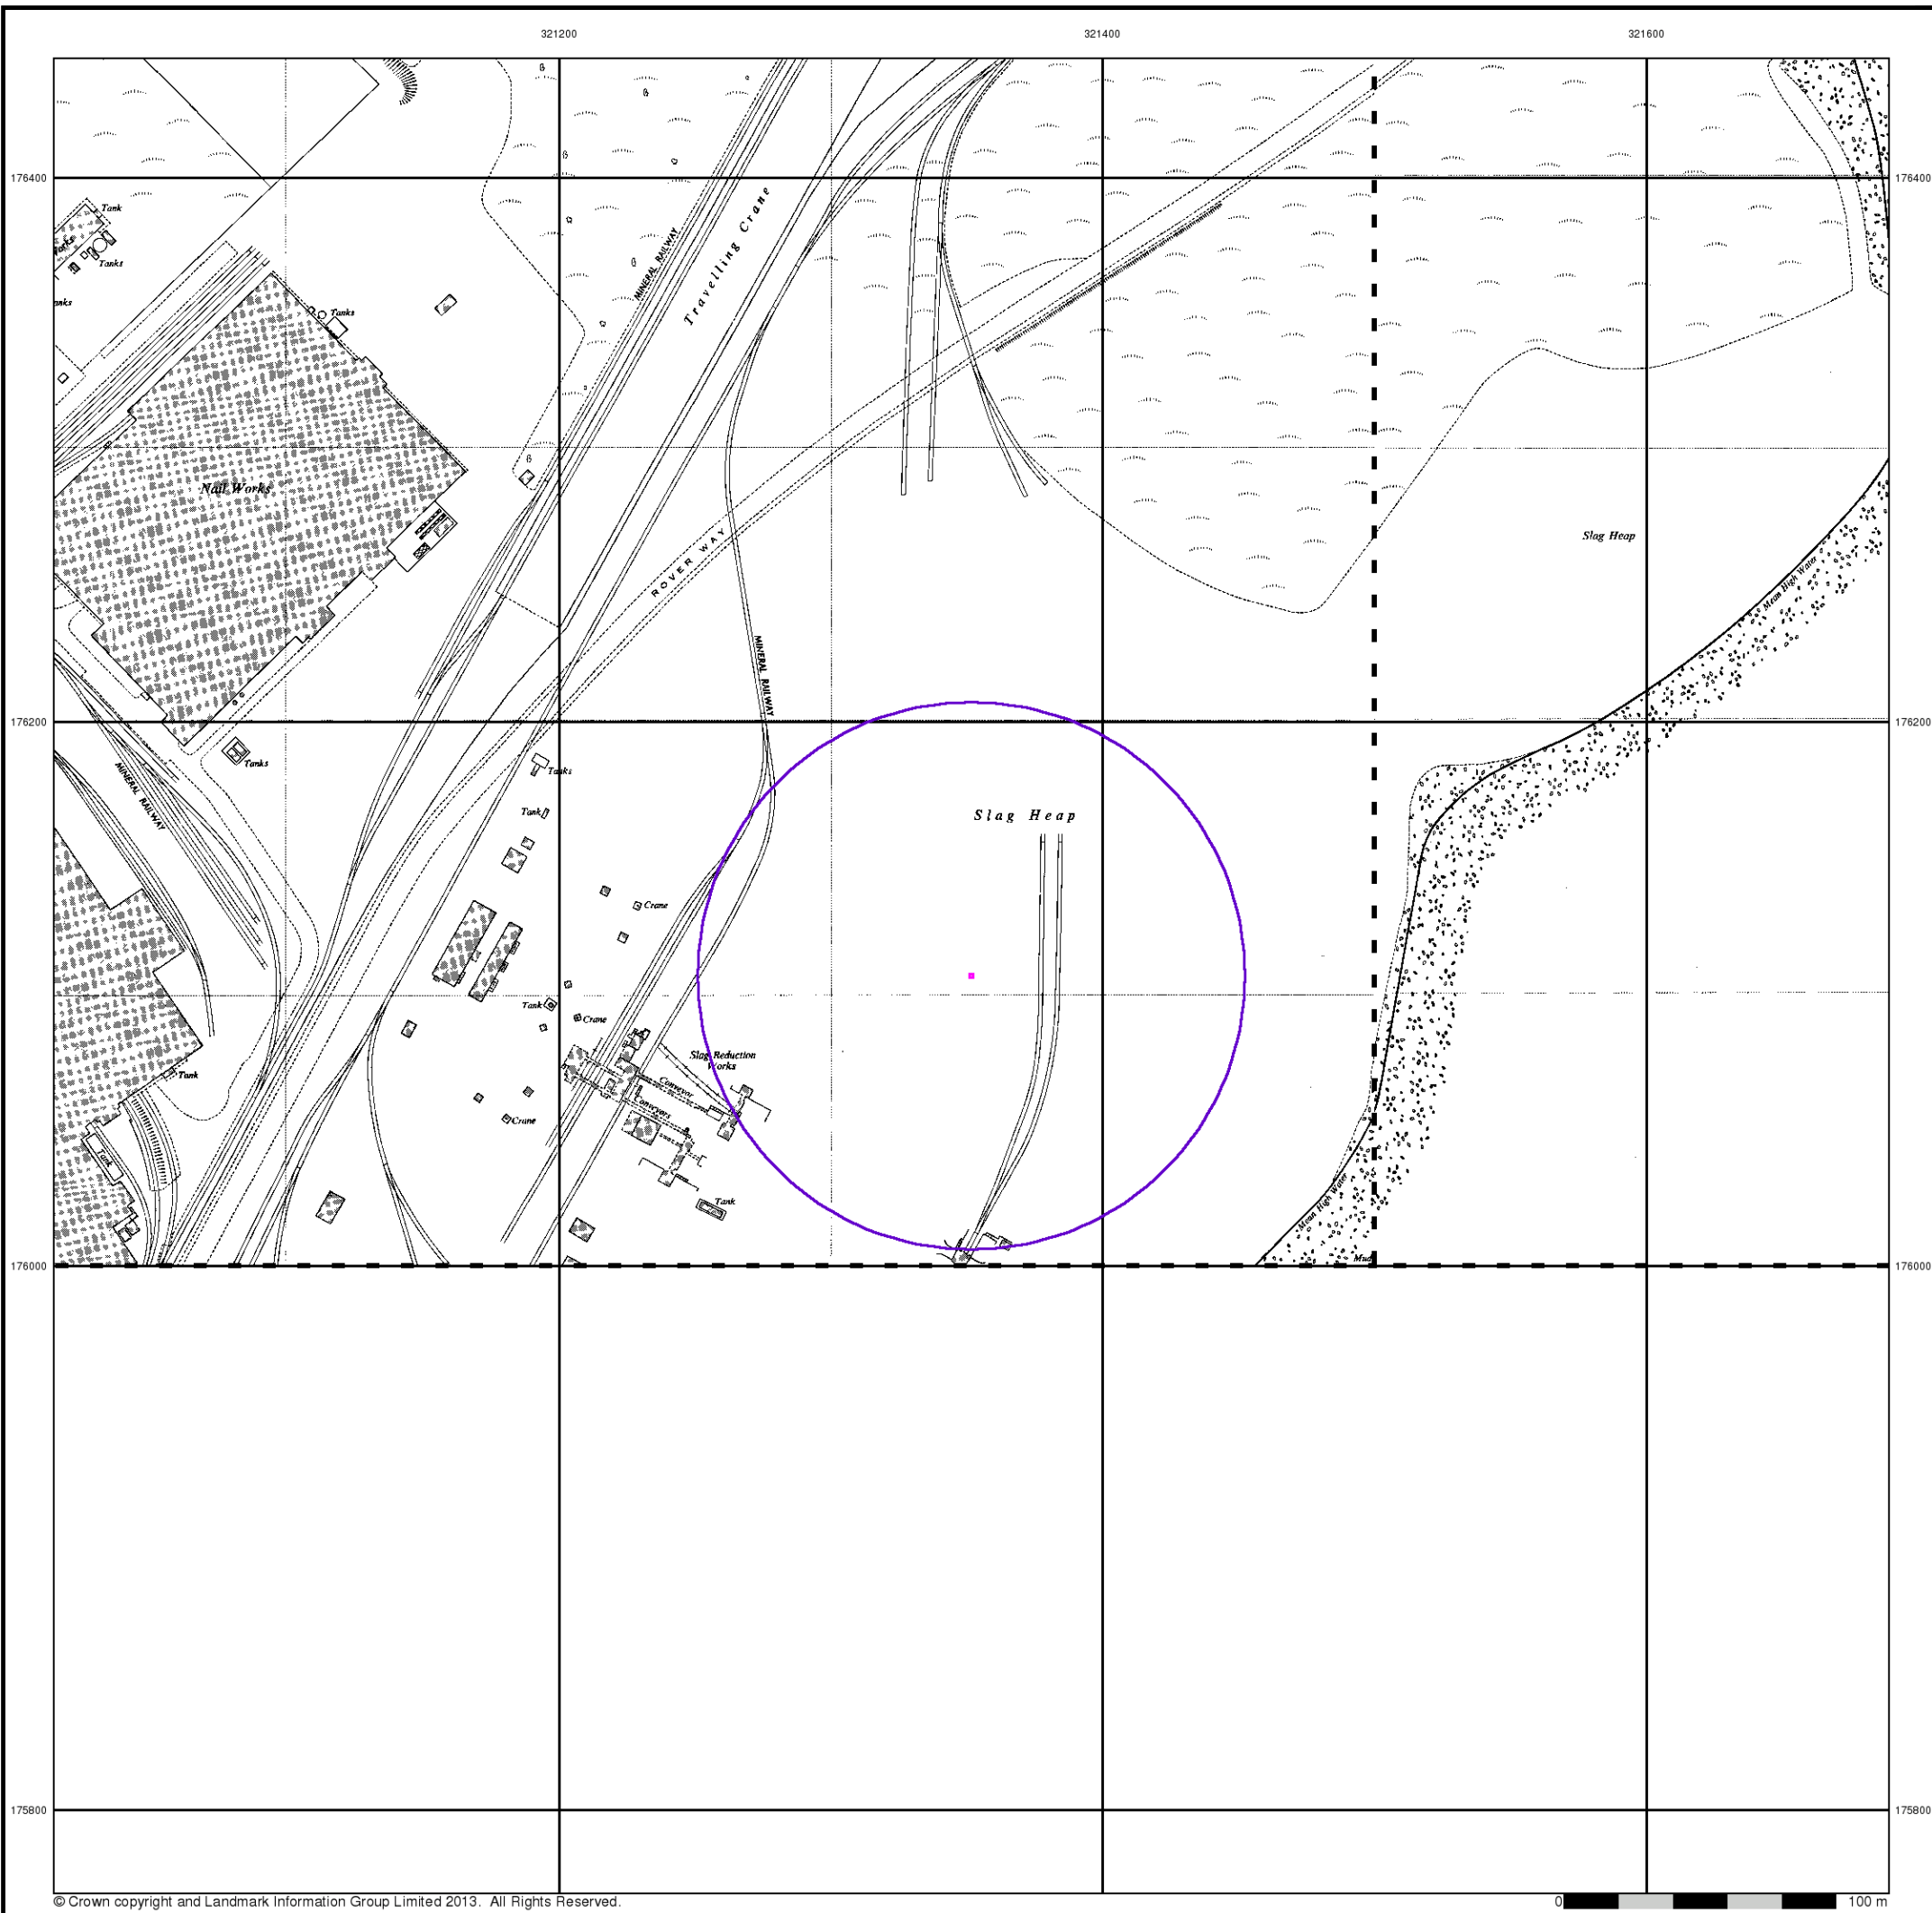 321200 321400 321600
176400 176400
Tank
Works
Tanks
Tanks
MINERAL RAILWAY
Travelling Crane
Nail Works
ROVER WAY
Slag Heap
Mean High Water
MINERAL RAILWAY
176200 176200
Tanks
Tanks
MINERAL RAILWAY
Tank
Slag Heap
Crane
Tank
Crane
Slag Reduction
Works
Tank
Conveyor
Conveyors
Crane
Tank
Tank
Mean High Water
Mud
176000 176000
175800 175800
© Crown copyright and Landmark Information Group Limited 2013. All Rights Reserved.
0 100 m